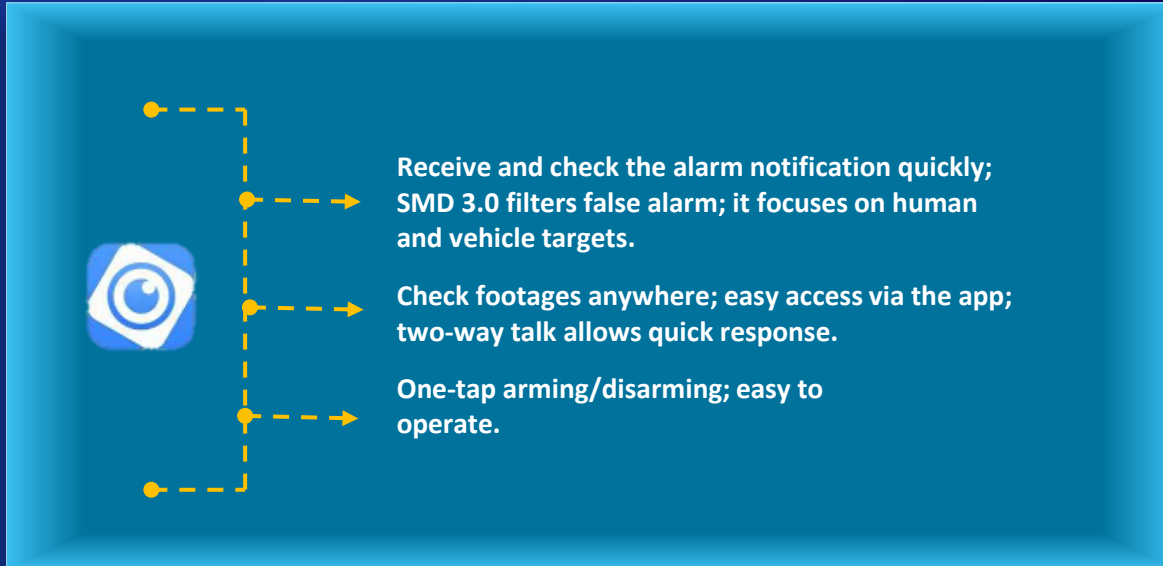 Receive and check the alarm notification quickly;
SMD 3.0 filters false alarm; it focuses on human
and vehicle targets.
Check footages anywhere; easy access via the app;
two-way talk allows quick response.
One-tap arming/disarming; easy to
operate.